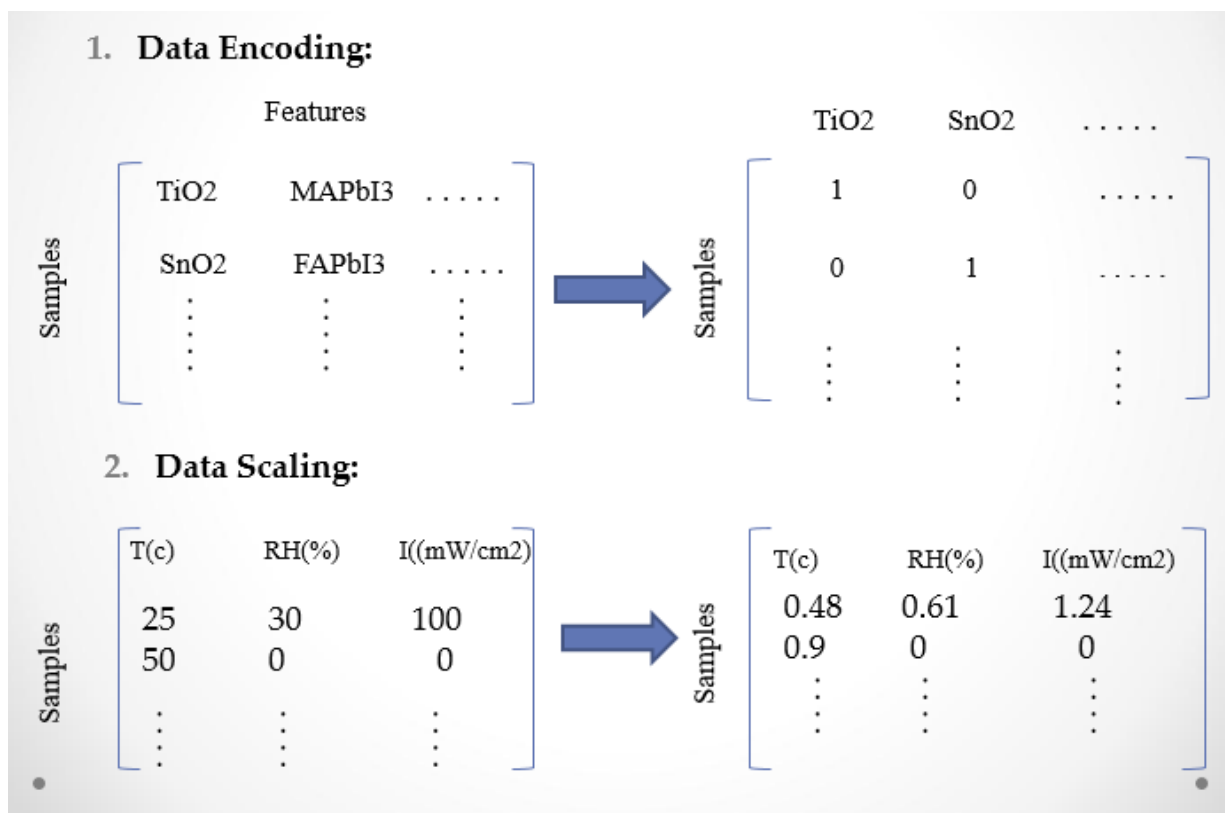 1. Data Encoding:
Features
Samples
TiO2 MAPbI3 . . . . .
SnO2 FAPbI3 . . . . .
Samples
TiO2 SnO2 . . . . .
1 0 . . . . .
0 1 . . . . .
2. Data Scaling:
Samples
T(c) RH(%) I((mW/cm2)
25 30 100
50 0 0
Samples
T(c) RH(%) I((mW/cm2)
0.48 0.61 1.24
0.9 0 0